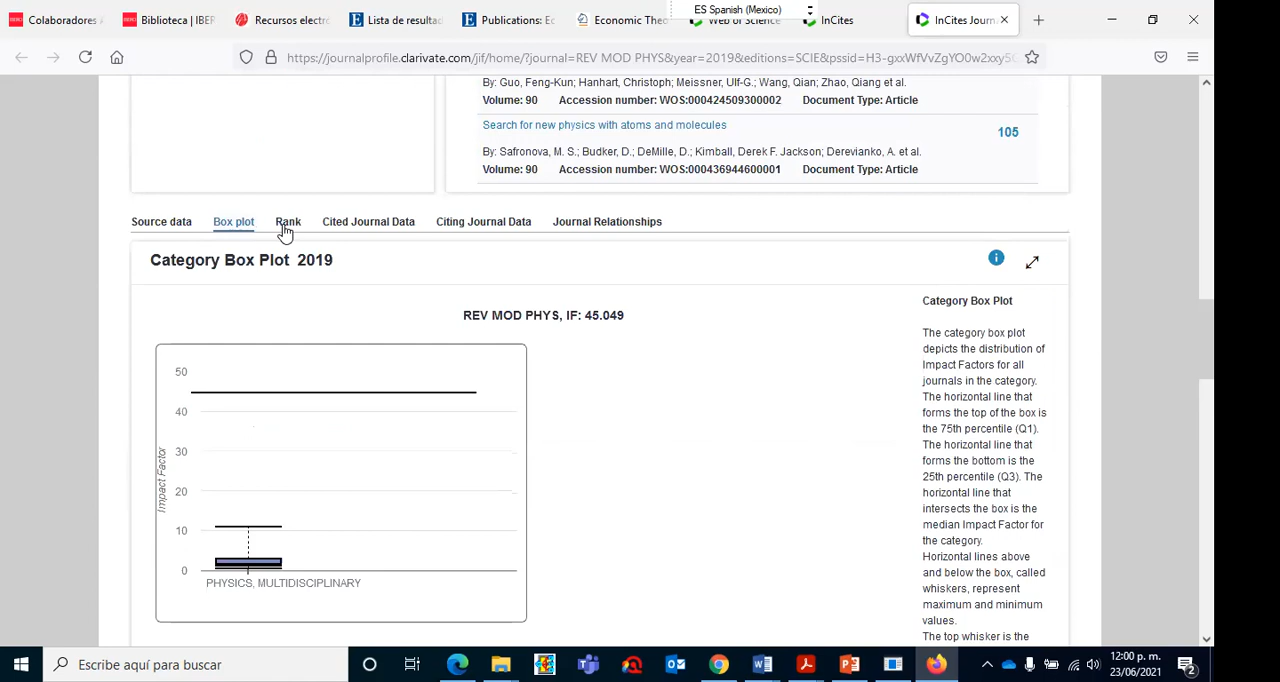 ES Spanish (Mexico)
Colaboradores
Biblioteca | IBER
Recursos electró
Lista de resultad
Publications: Ec
Economic Theo
Web of Science
InCites
InCites Journ
https://journalprofile.clarivate.com/jif/home/?journal=REV MOD PHYS&year=2019&editions=SCIE&pssid=H3-gxxWfVvZgYO0w2xxy5C
By: Guo, Feng-Kun; Hanhart, Christoph; Meissner, Ulf-G.; Wang, Qian; Zhao, Qiang et al.
Volume: 90 Accession number: WOS:000424509300002 Document Type: Article
Search for new physics with atoms and molecules 105
By: Safronova, M. S.; Budker, D.; DeMille, D.; Kimball, Derek F. Jackson; Derevianko, A. et al.
Volume: 90 Accession number: WOS:000436944600001 Document Type: Article
Source data Box plot Rank Cited Journal Data Citing Journal Data Journal Relationships
Category Box Plot 2019
REV MOD PHYS, IF: 45.049
50
40
30
20
10
0
Impact Factor
PHYSICS, MULTIDISCIPLINARY
Category Box Plot
The category box plot
depicts the distribution of
Impact Factors for all
journals in the category.
The horizontal line that
forms the top of the box is
the 75th percentile (Q1).
The horizontal line that
forms the bottom is the
25th percentile (Q3). The
horizontal line that
intersects the box is the
median Impact Factor for
the category.
Horizontal lines above
and below the box, called
whiskers, represent
maximum and minimum
values.
The top whisker is the
Escribe aquí para buscar
12:00 p. m.
23/06/2021
2